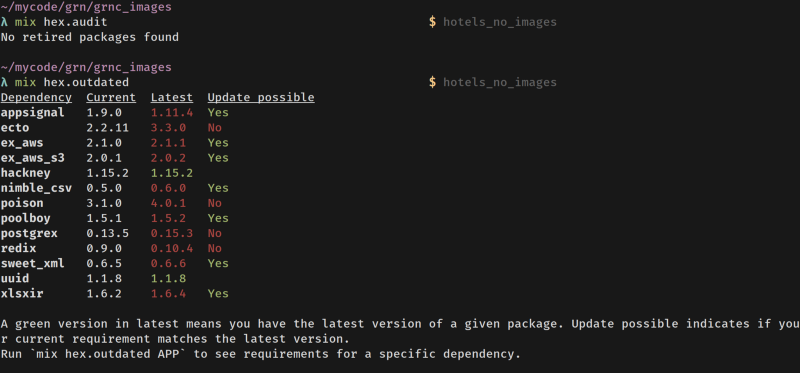 ~/mycode/grn/grnc_images
λ mix hex.audit $ hotels_no_images
No retired packages found
~/mycode/grn/grnc_images
λ mix hex.outdated $ hotels_no_images
Dependency Current Latest Update possible
appsignal 1.9.0 1.11.4 Yes
ecto 2.2.11 3.3.0 No
ex_aws 2.1.0 2.1.1 Yes
ex_aws_s3 2.0.1 2.0.2 Yes
hackney 1.15.2 1.15.2
nimble_csv 0.5.0 0.6.0 Yes
poison 3.1.0 4.0.1 No
poolboy 1.5.1 1.5.2 Yes
postgrex 0.13.5 0.15.3 No
redix 0.9.0 0.10.4 No
sweet_xml 0.6.5 0.6.6 Yes
uuid 1.1.8 1.1.8
xlsxir 1.6.2 1.6.4 Yes
A green version in latest means you have the latest version of a given package. Update possible indicates if you
r current requirement matches the latest version.
Run `mix hex.outdated APP` to see requirements for a specific dependency.